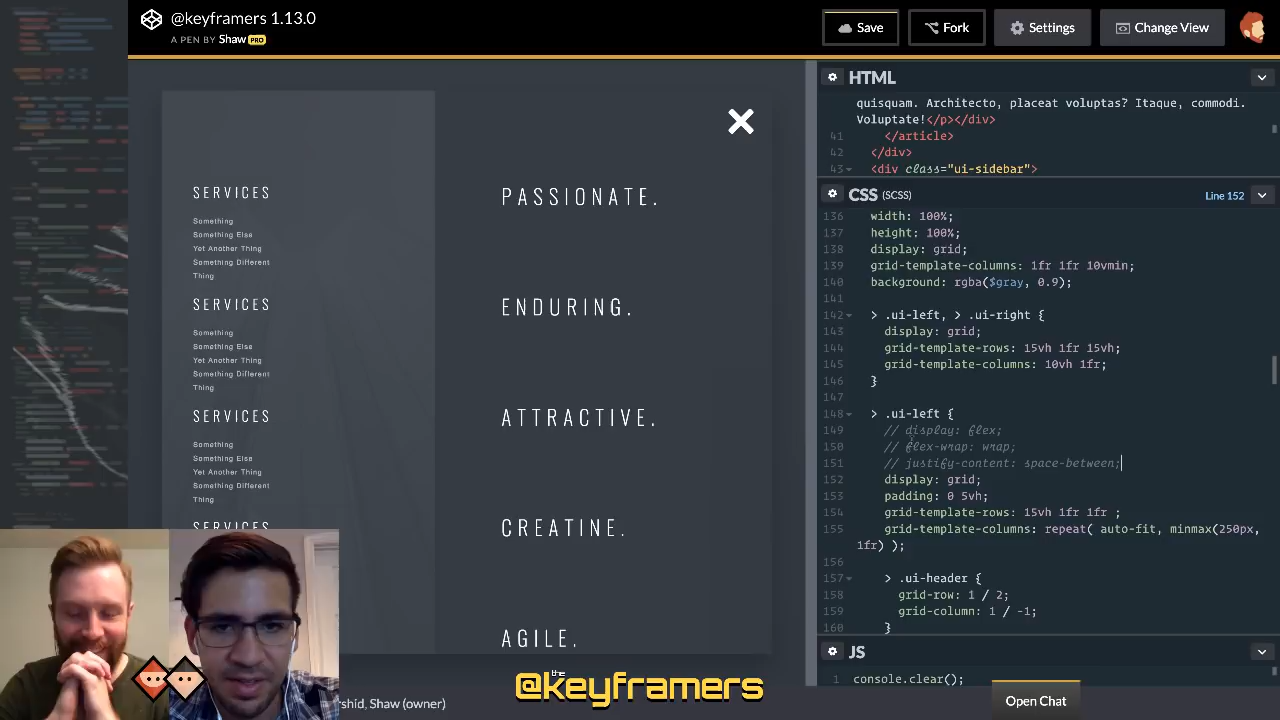 @keyframers 1.13.0
A PEN BY Shaw PRO
Save
Fork
Settings
Change View
SERVICES
Something
Something Else
Yet Another Thing
Something Different
Thing
SERVICES
Something
Something Else
Yet Another Thing
Something Different
Thing
SERVICES
Something
Something Else
Yet Another Thing
Something Different
Thing
SERVICES
PASSIONATE.
ENDURING.
ATTRACTIVE.
CREATINE.
AGILE.
HTML
quisquam. Architecto, placeat voluptas? Itaque, commodi.
Voluptate!</p></div>
41 </article>
42 </div>
43 <div class="ui-sidebar">
CSS (SCSS)
Line 152
136 width: 100%;
137 height: 100%;
138 display: grid;
139 grid-template-columns: 1fr 1fr 10vmin;
140 background: rgba($gray, 0.9);
141
142 > .ui-left, > .ui-right {
143 display: grid;
144 grid-template-rows: 15vh 1fr 15vh;
145 grid-template-columns: 10vh 1fr;
146 }
147
148 > .ui-left {
149 // display: flex;
150 // flex-wrap: wrap;
151 // justify-content: space-between;
152 display: grid;
153 padding: 0 5vh;
154 grid-template-rows: 15vh 1fr 1fr ;
155 grid-template-columns: repeat( auto-fit, minmax(250px,
1fr) );
156
157 > .ui-header {
158 grid-row: 1 / 2;
159 grid-column: 1 / -1;
160 }
JS
1 console.clear();
the
@keyframers
rshid, Shaw (owner)
Open Chat